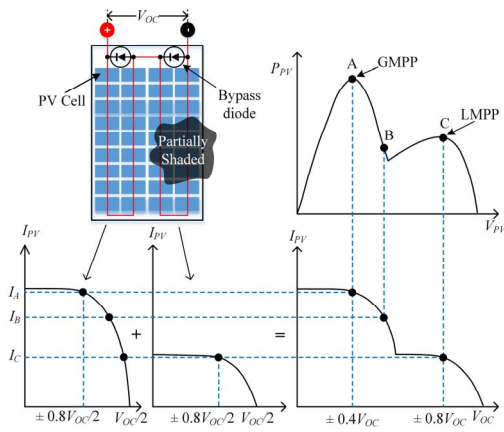 V_OC
+
-
PV Cell
Bypass
diode
Partially
Shaded
P_PV
A
GMPP
B
C
LMPP
V_PV
I_PV
I_PV
I_PV
I_A
I_B
I_C
+
=
± 0.8V_OC/2
V_OC/2
± 0.8V_OC/2
V_OC/2
± 0.4V_OC
± 0.8V_OC
V_OC